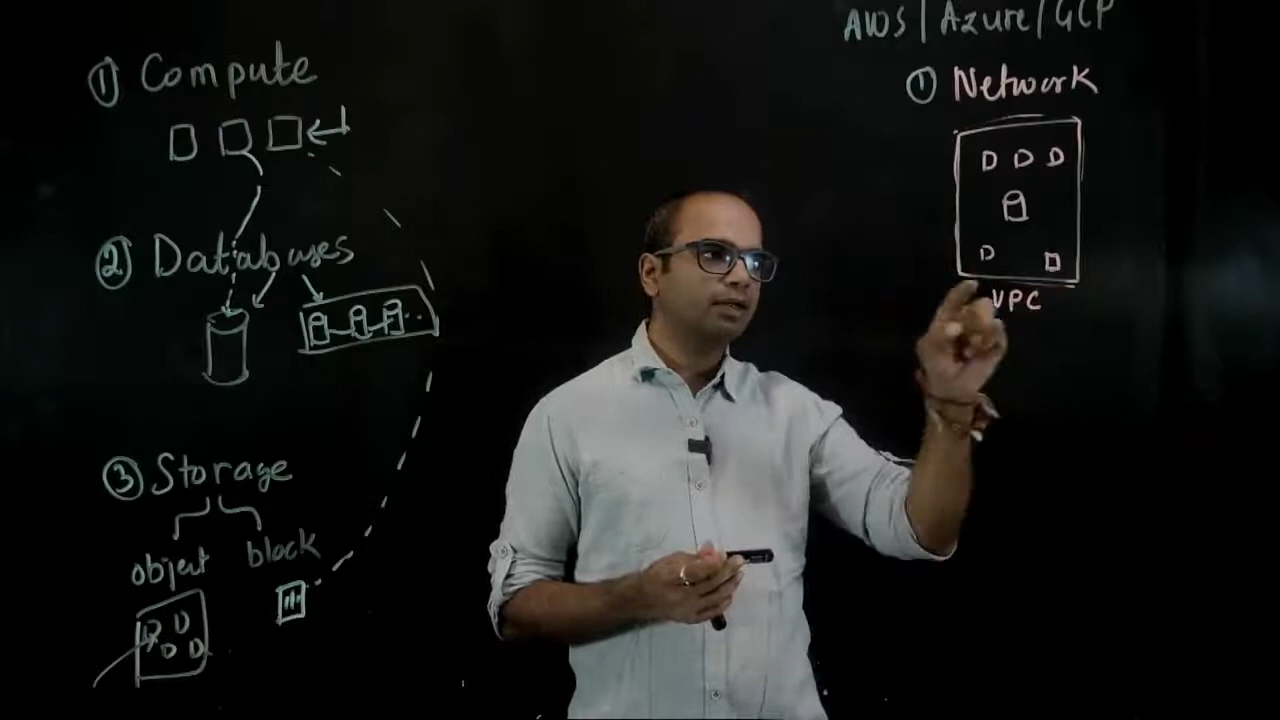 ① Compute
② Databases
③ Storage
object block
AWS / Azure / GCP
① Network
VPC